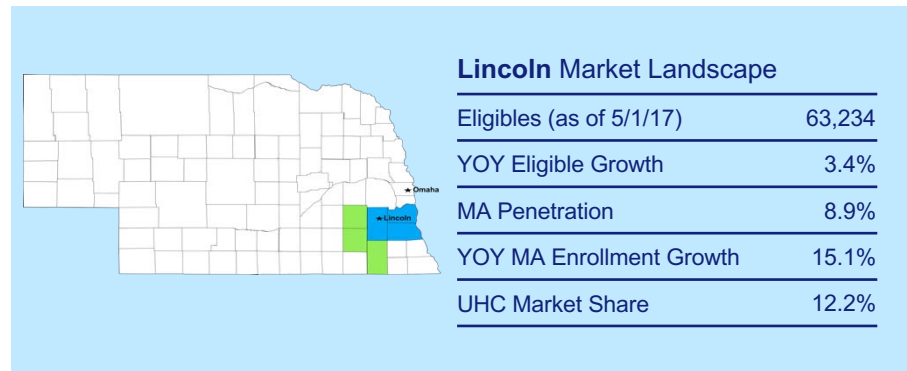 Lincoln Market Landscape
Eligibles (as of 5/1/17) 63,234
YOY Eligible Growth 3.4%
MA Penetration 8.9%
YOY MA Enrollment Growth 15.1%
UHC Market Share 12.2%
Omaha
Lincoln